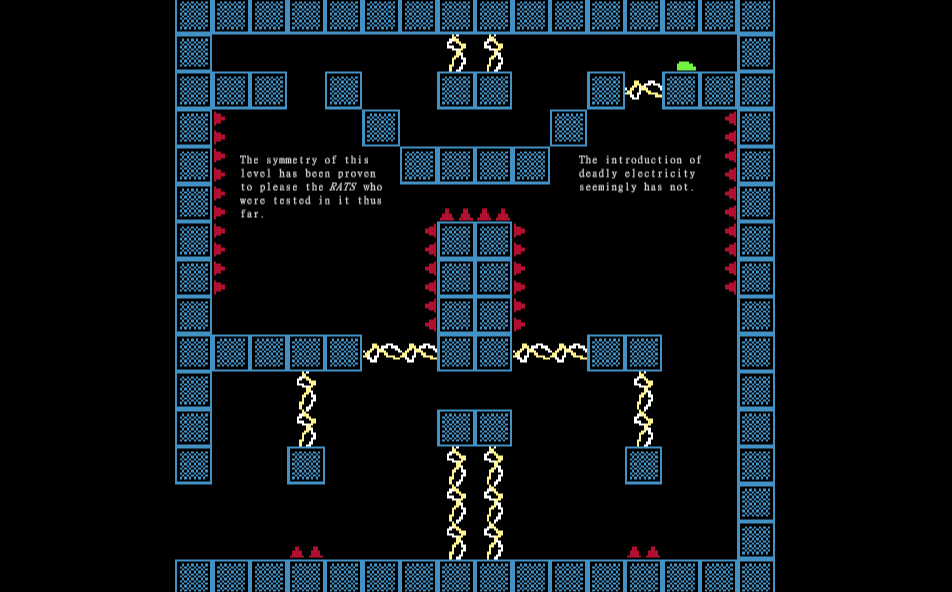 The symmetry of this
level has been proven
to please the RATS who
were tested in it thus
far.
The introduction of
deadly electricity
seemingly has not.